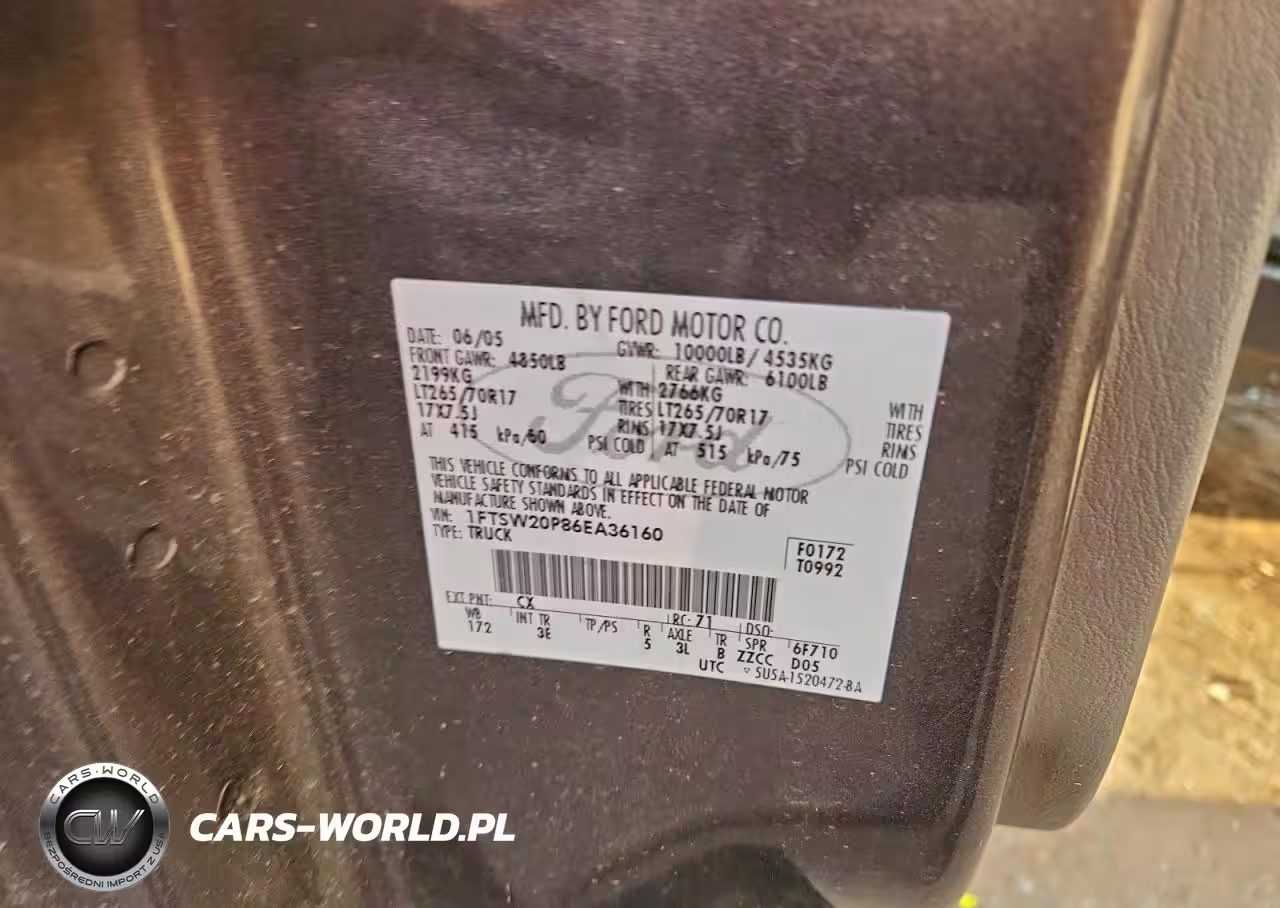 MFD. BY FORD MOTOR CO.
DATE: 06/05 GVWR: 10000LB/ 4535KG
FRONT GAWR: 4850LB REAR GAWR: 6100LB
2199KG WITH 2766KG WITH
LT265/70R17 TIRES LT265/70R17 TIRES
17X7.5J RIMS 17X7.5J RIMS
AT 415 kPa/60 PSI COLD AT 515 kPa/75 PSI COLD
Ford
THIS VEHICLE CONFORMS TO ALL APPLICABLE FEDERAL MOTOR
VEHICLE SAFETY STANDARDS IN EFFECT ON THE DATE OF
MANUFACTURE SHOWN ABOVE.
VIN: 1FTSW20P86EA36160
TYPE: TRUCK
F0172
T0992
EXT PNT: CX RC: 71 DSO:
WB INT TR TP/PS R AXLE TR SPR 6F710
172 3E 5 3L B ZZCC D05
UTC ▽5U5A-1520472-BA
CARS-WORLD
CW
BEZPOŚREDNI IMPORT Z USA
CARS-WORLD.PL